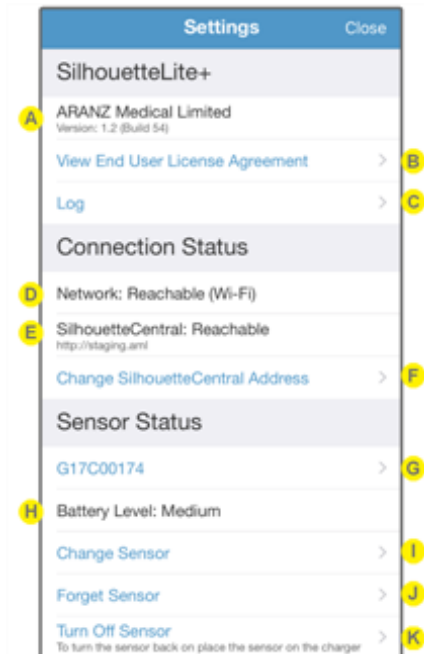 Settings Close
SilhouetteLite+
A ARANZ Medical Limited
Version: 1.2 (Build 54)
View End User License Agreement B
Log C
Connection Status
D Network: Reachable (Wi-Fi)
E SilhouetteCentral: Reachable
http://staging.aml
Change SilhouetteCentral Address F
Sensor Status
G17C00174 G
H Battery Level: Medium
Change Sensor I
Forget Sensor J
Turn Off Sensor K
To turn the sensor back on place the sensor on the charger